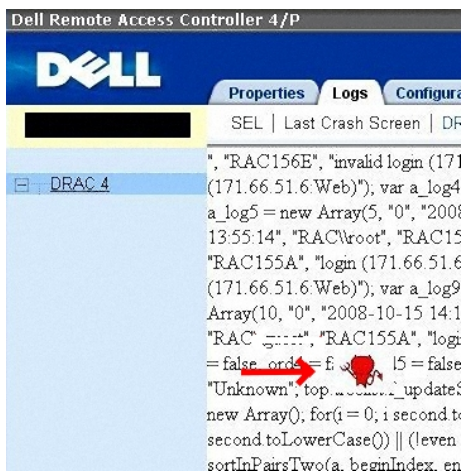 Dell Remote Access Controller 4/P
DELL
Properties Logs Configura
SEL | Last Crash Screen | DR
DRAC 4
", "RAC156E", "invalid login (171
(171.66.51.6:Web)"); var a_log4
a_log5 = new Array(5, "0", "2008
13:55:14", "RAC\\root", "RAC15
"RAC155A", "login (171.66.51.6
(171.66.51.6:Web)"); var a_log9
Array(10, "0", "2008-10-15 14:1
"RAC" "RAC155A", "logi
= false, = false
"Unknown"; updateS
new Array(); for(i = 0; i second.to
second.toLowerCase()) || (!even
sortInPairsTwo(a, beginIndex, en